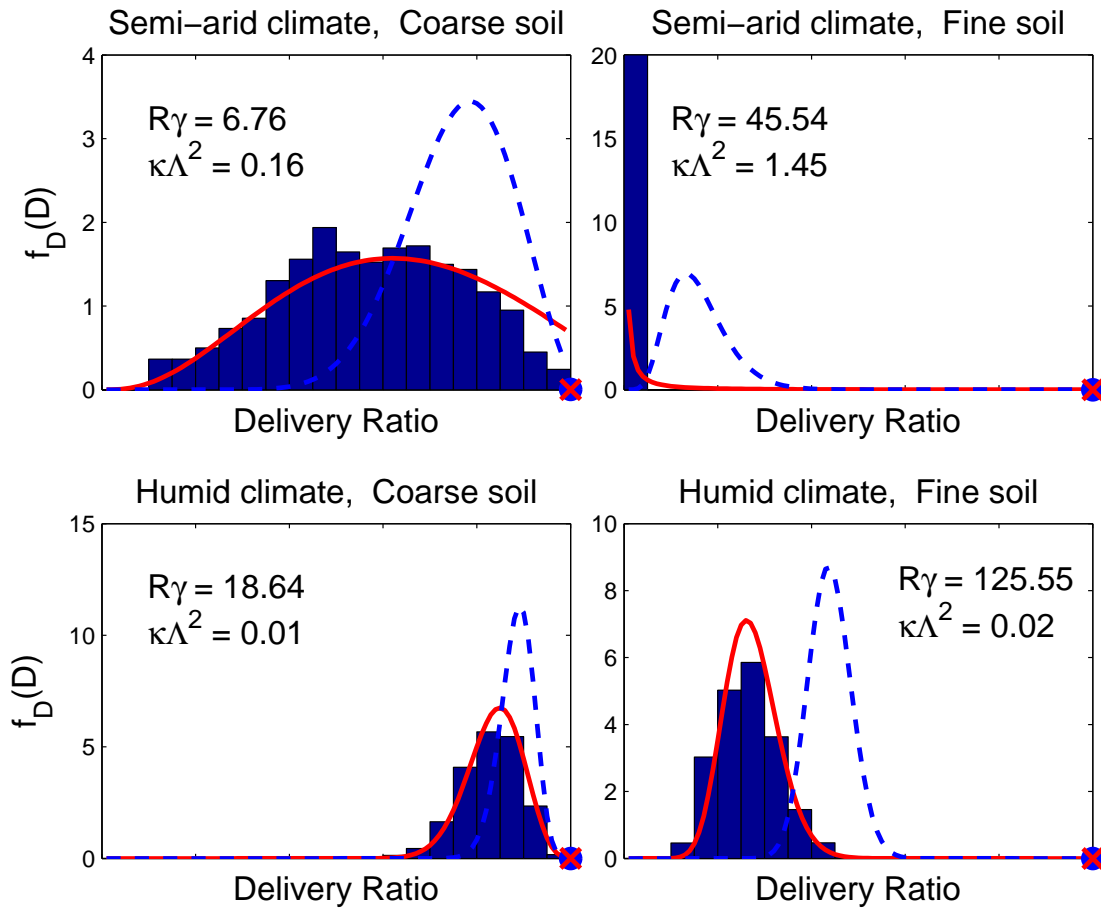 Semi−arid climate, Coarse soil
4
3
2
1
0
Rγ = 6.76
κΛ² = 0.16
f_D(D)
Delivery Ratio
Semi−arid climate, Fine soil
20
15
10
5
0
Rγ = 45.54
κΛ² = 1.45
Delivery Ratio
Humid climate, Coarse soil
15
10
5
0
Rγ = 18.64
κΛ² = 0.01
f_D(D)
Delivery Ratio
Humid climate, Fine soil
10
8
6
4
2
0
Rγ = 125.55
κΛ² = 0.02
Delivery Ratio